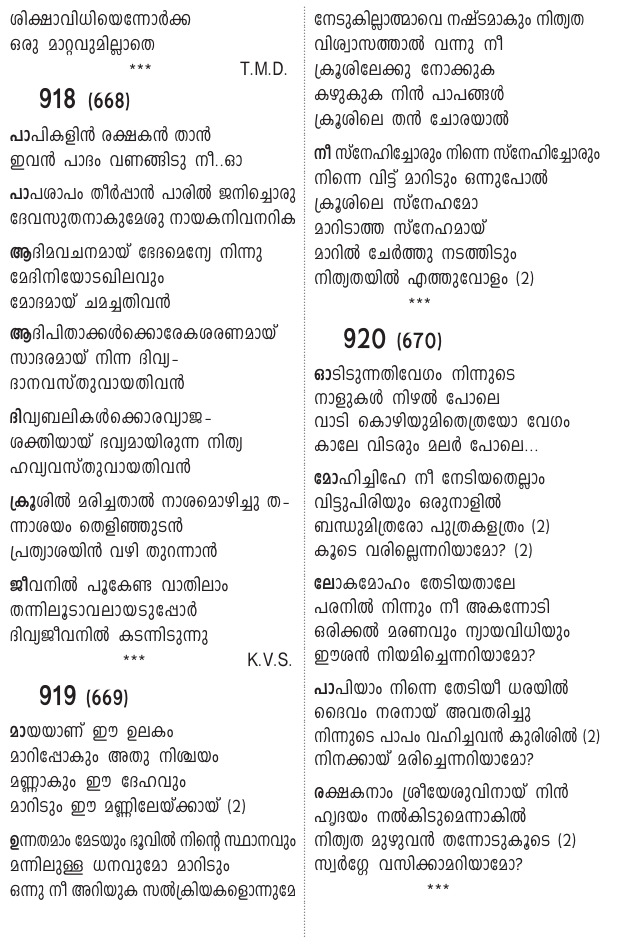 ശിക്ഷാവിധിയെന്നോർക്ക
ഒരു മാറ്റവുമില്ലാതെ
*** T.M.D.
918 (668)
പാപികളിൻ രക്ഷകൻ താൻ
ഇവൻ പാദം വണങ്ങിടു നീ..ഓ
പാപശാപം തീർപ്പാൻ പാരിൽ ജനിച്ചൊരു
ദേവസുതനാകുമേശു നായകനിവനറിക
ആദിമവചനമായ് ഭേദമെന്യേ നിന്നു
മേദിനിയോടഖിലവും
മോദമായ് ചമച്ചതിവൻ
ആദിപിതാക്കൾക്കൊരേകശരണമായ്
സാദരമായ് നിന്ന ദിവ്യ-
ദാനവസ്തുവായതിവൻ
ദിവ്യബലികൾക്കൊരവ്യാജ-
ശക്തിയായ് ഭവ്യമായിരുന്ന നിത്യ
ഹവ്യവസ്തുവായതിവൻ
ക്രൂശിൽ മരിച്ചതാൽ നാശമൊഴിച്ചു ത-
ന്നാശയം തെളിഞ്ഞുടൻ
പ്രത്യാശയിൻ വഴി തുറന്നാൻ
ജീവനിൽ പൂകേണ്ട വാതിലാം
തന്നിലൂടാവലായടുപ്പോർ
ദിവ്യജീവനിൽ കടന്നിടുന്നു
*** K.V.S.
919 (669)
മായയാണ് ഈ ഉലകം
മാറിപ്പോകും അതു നിശ്ചയം
മണ്ണാകും ഈ ദേഹവും
മാറിടും ഈ മണ്ണിലേയ്ക്കായ് (2)
ഉന്നതമാം മേടയും ഭൂവിൽ നിന്റെ സ്ഥാനവും
മന്നിലുള്ള ധനവുമോ മാറിടും
ഒന്നു നീ അറിയുക സൽക്രിയകളൊന്നുമേ
നേടുകില്ലാത്മാവെ നഷ്ടമാകും നിത്യത
വിശ്വാസത്താൽ വന്നു നീ
ക്രൂശിലേക്കു നോക്കുക
കഴുകുക നിൻ പാപങ്ങൾ
ക്രൂശിലെ തൻ ചോരയാൽ
നീ സ്നേഹിച്ചോരും നിന്നെ സ്നേഹിച്ചോരും
നിന്നെ വിട്ട് മാറിടും ഒന്നുപോൽ
ക്രൂശിലെ സ്നേഹമോ
മാറിടാത്ത സ്നേഹമായ്
മാറിൽ ചേർത്തു നടത്തിടും
നിത്യതയിൽ എത്തുവോളം (2)
***
920 (670)
ഓടിടുന്നതിവേഗം നിന്നുടെ
നാളുകൾ നിഴൽ പോലെ
വാടി കൊഴിയുമിതെത്രയോ വേഗം
കാലേ വിടരും മലർ പോലെ...
മോഹിച്ചിഹേ നീ നേടിയതെല്ലാം
വിട്ടുപിരിയും ഒരുനാളിൽ
ബന്ധുമിത്രരോ പുത്രകളത്രം (2)
കൂടെ വരില്ലെന്നറിയാമോ? (2)
ലോകമോഹം തേടിയതാലേ
പരനിൽ നിന്നും നീ അകന്നോടി
ഒരിക്കൽ മരണവും ന്യായവിധിയും
ഈശൻ നിയമിച്ചെന്നറിയാമോ?
പാപിയാം നിന്നെ തേടിയീ ധരയിൽ
ദൈവം നരനായ് അവതരിച്ചു
നിന്നുടെ പാപം വഹിച്ചവൻ കുരിശിൽ (2)
നിനക്കായ് മരിച്ചെന്നറിയാമോ?
രക്ഷകനാം ശ്രീയേശുവിനായ് നിൻ
ഹൃദയം നൽകിടുമെന്നാകിൽ
നിത്യത മുഴുവൻ തന്നോടുകൂടെ (2)
സ്വർഗ്ഗേ വസിക്കാമറിയാമോ?
***